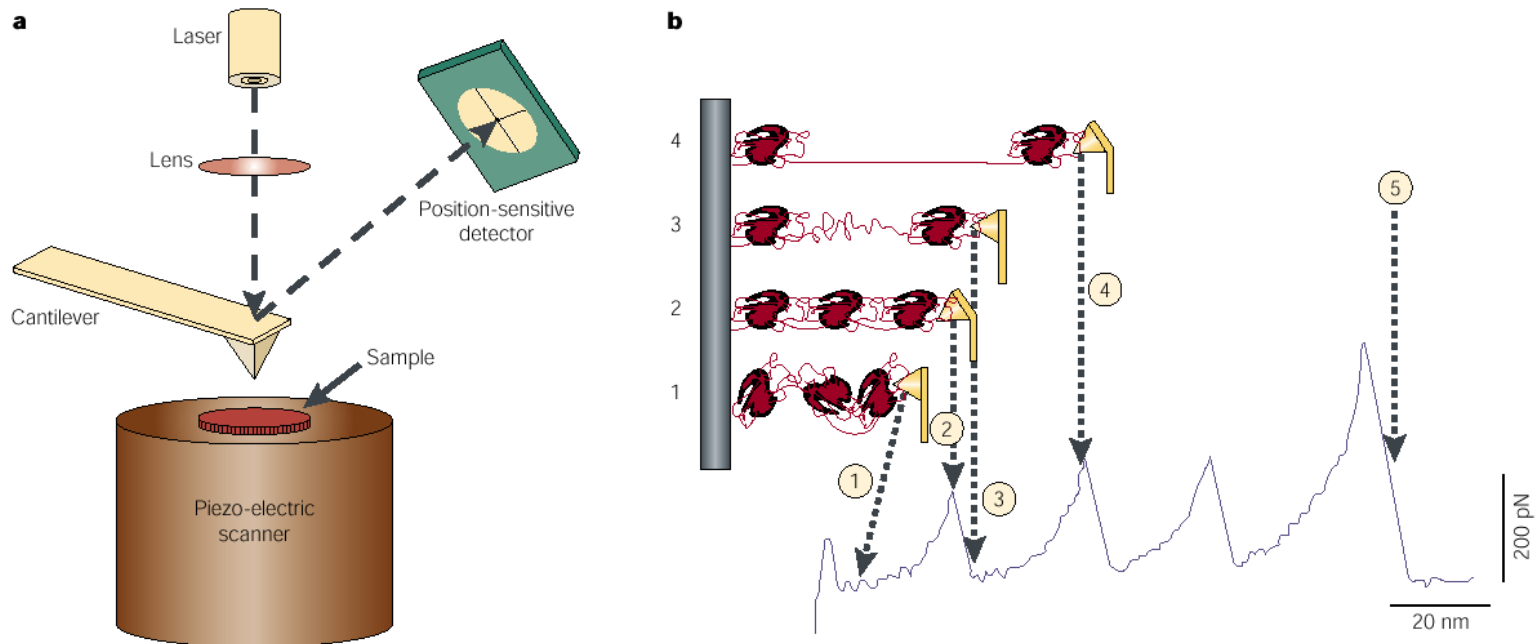 a
Laser
Lens
Position-sensitive
detector
Cantilever
Sample
Piezo-electric
scanner
b
4
3
2
1
1
2
3
4
5
200 pN
20 nm